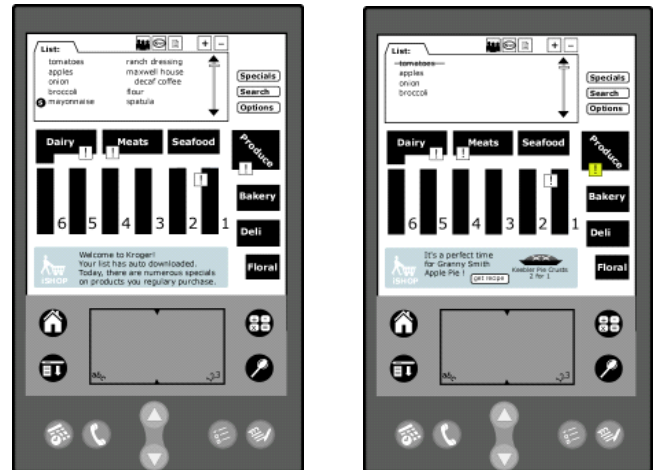 List:
tomatoes
apples
onion
broccoli
S mayonnaise
ranch dressing
maxwell house
decaf coffee
flour
spatula
+ -
Specials
Search
Options
Dairy
Meats
Seafood
Produce
! ! ! !
Bakery
6 5 4 3 2 1
Deli
Welcome to Kroger!
Your list has auto downloaded.
Today, there are numerous specials
on products you regulary purchase.
iSHOP
Floral
List:
tomatoes
apples
onion
broccoli
+ -
Specials
Search
Options
Dairy
Meats
Seafood
Produce
! ! ! !
Bakery
6 5 4 3 2 1
Deli
It's a perfect time
for Granny Smith
Apple Pie !
get recipe
Keebler Pie Crusts
2 for 1
iSHOP
Floral